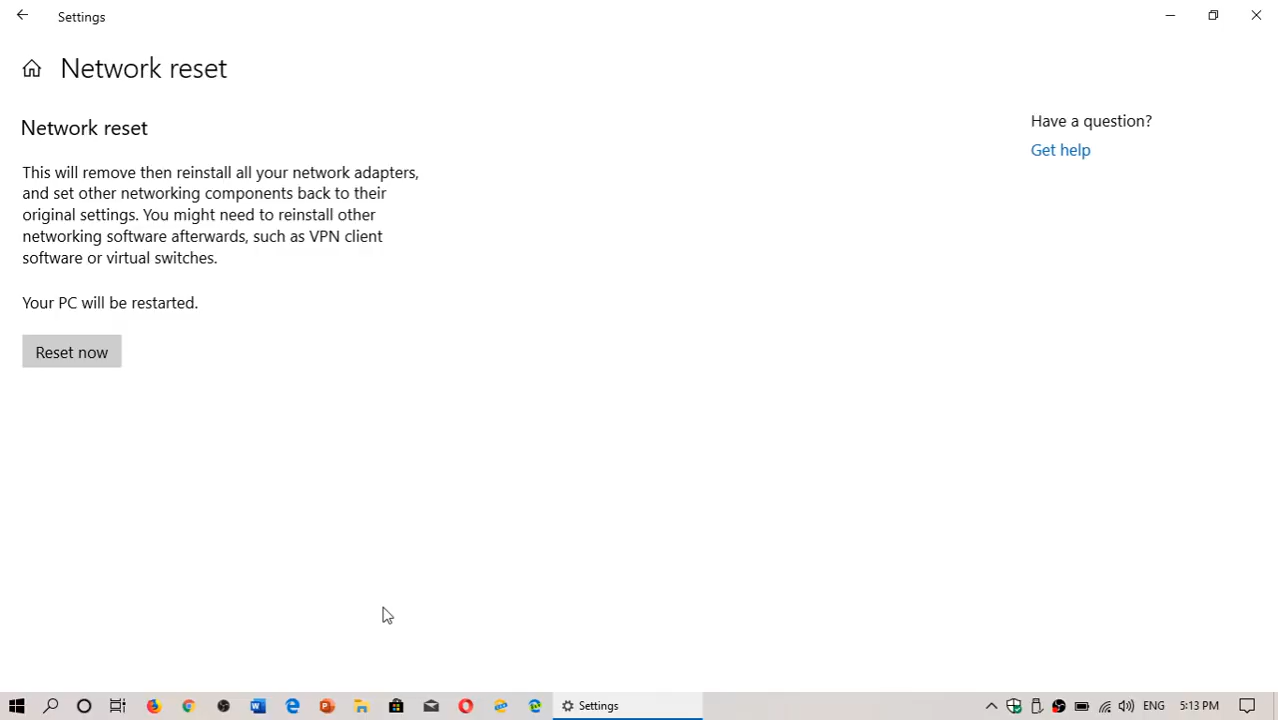 Settings
Network reset
Network reset
This will remove then reinstall all your network adapters,
and set other networking components back to their
original settings. You might need to reinstall other
networking software afterwards, such as VPN client
software or virtual switches.
Your PC will be restarted.
Reset now
Have a question?
Get help
Settings
ENG
5:13 PM